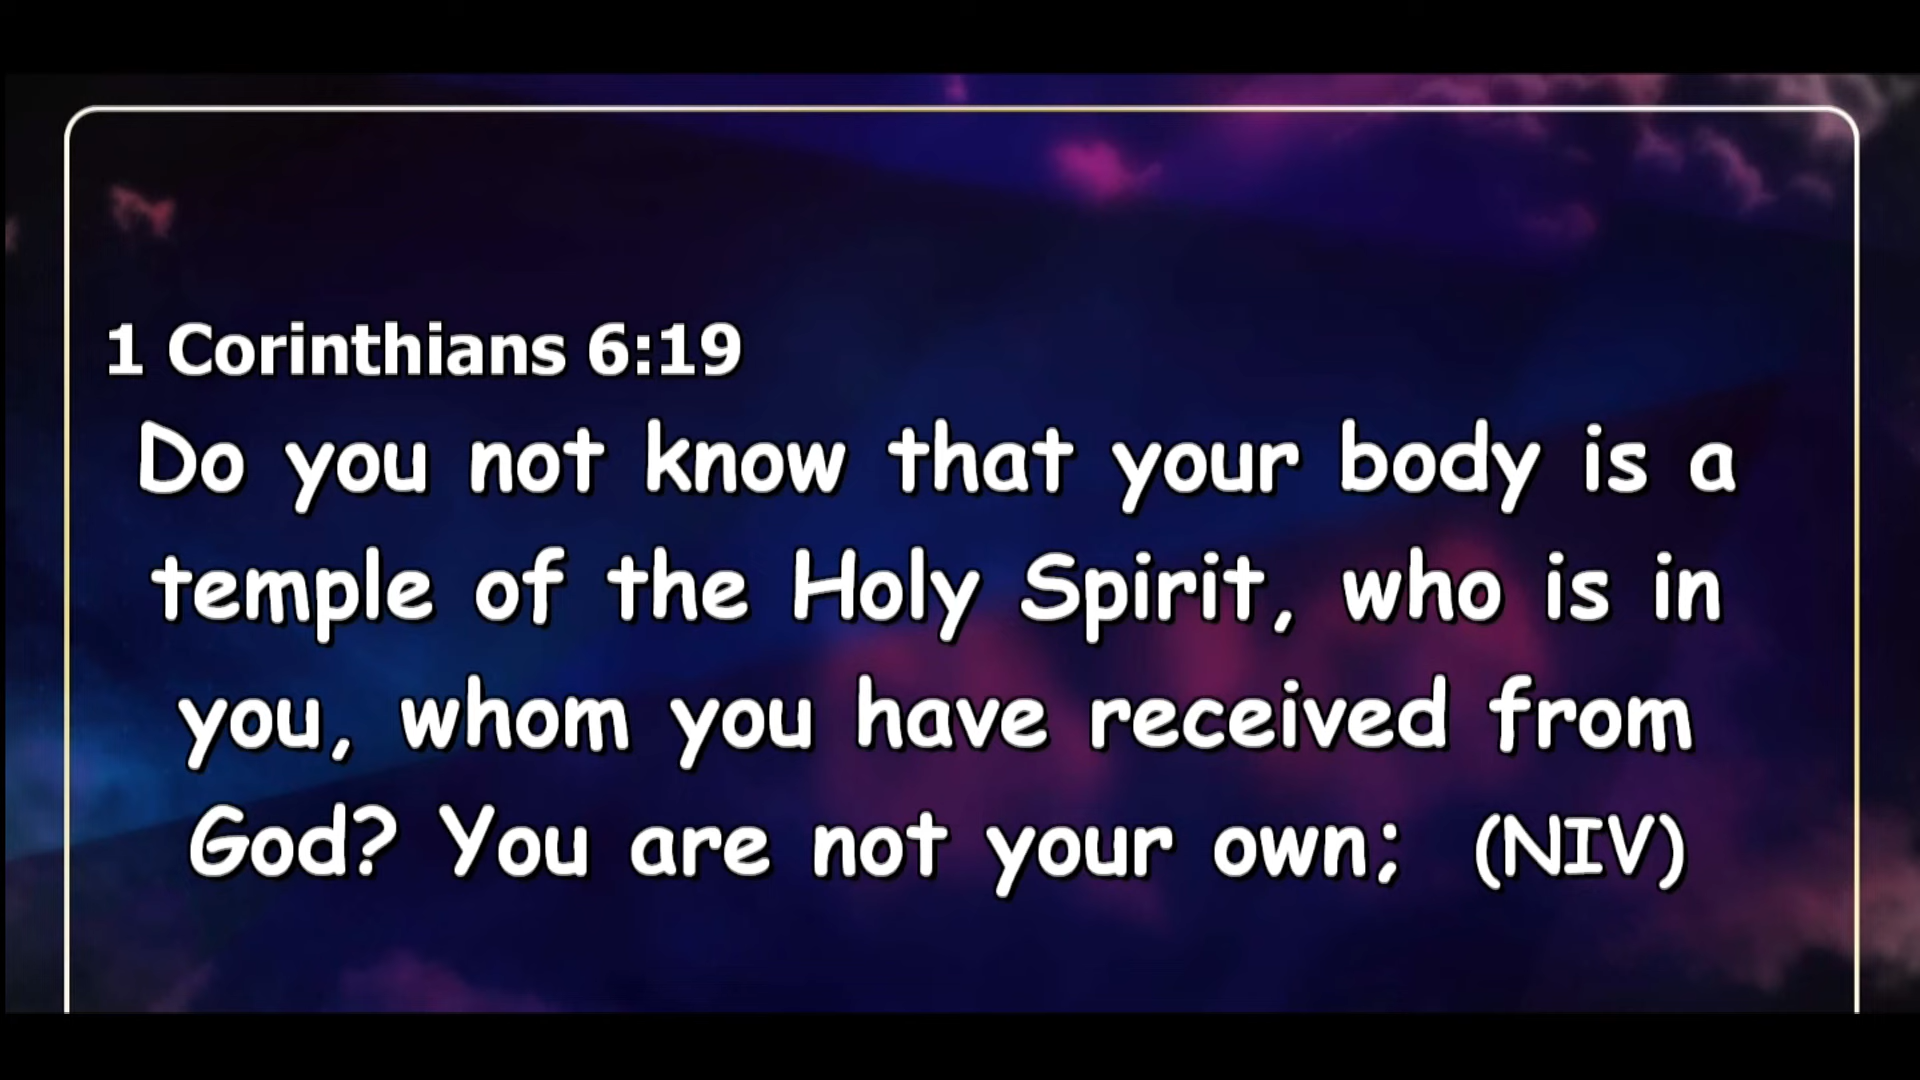 1 Corinthians 6:19
Do you not know that your body is a
temple of the Holy Spirit, who is in
you, whom you have received from
God? You are not your own; (NIV)